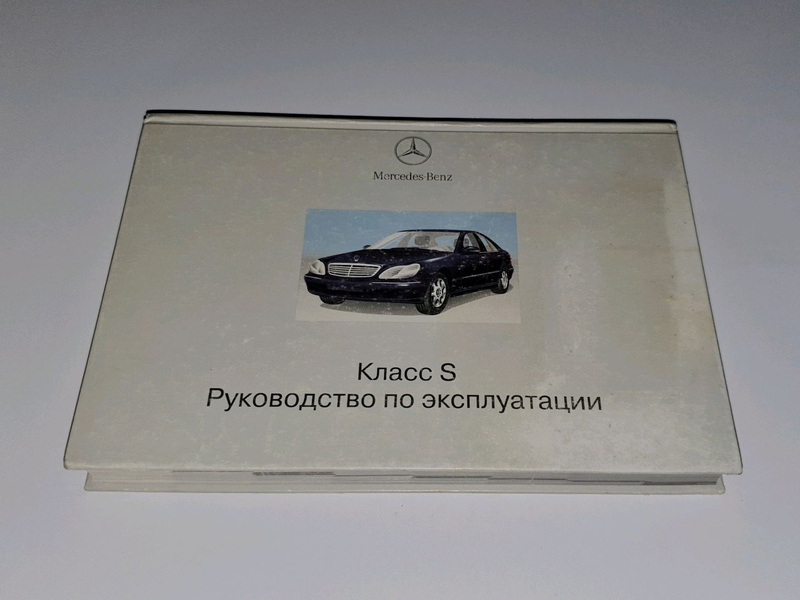 Mercedes-Benz
Класс S
Руководство по эксплуатации